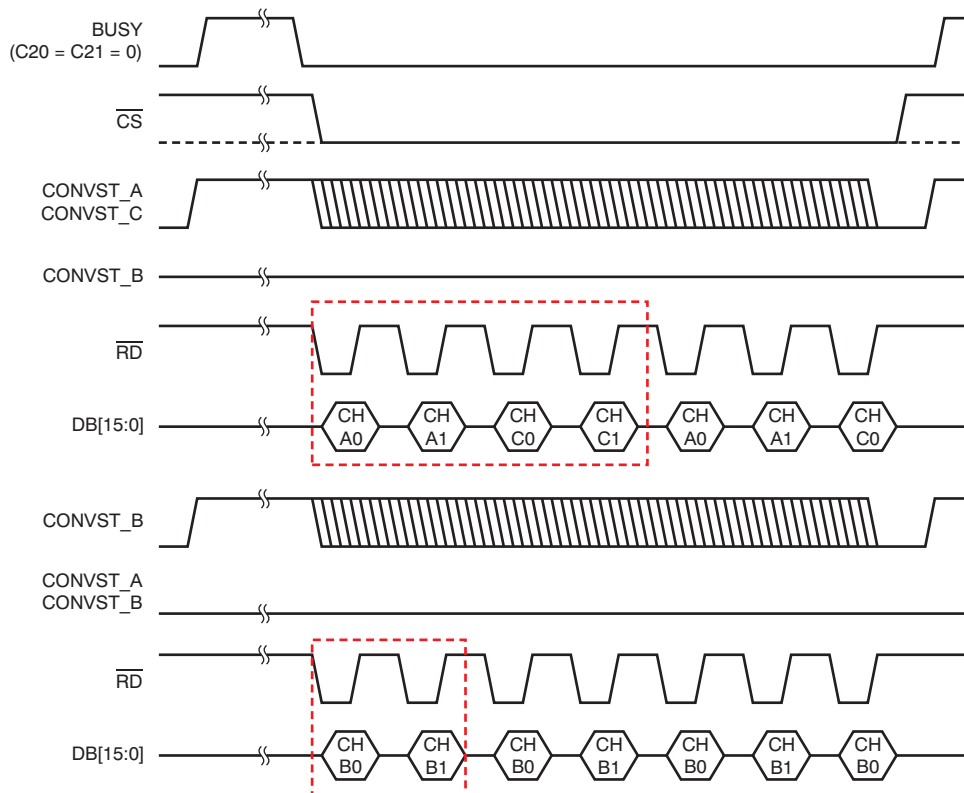 BUSY
(C20 = C21 = 0)
CS
CONVST_A
CONVST_C
CONVST_B
RD
DB[15:0]
CH A0
CH A1
CH C0
CH C1
CH A0
CH A1
CH C0
CONVST_B
CONVST_A
CONVST_B
RD
DB[15:0]
CH B0
CH B1
CH B0
CH B1
CH B0
CH B1
CH B0